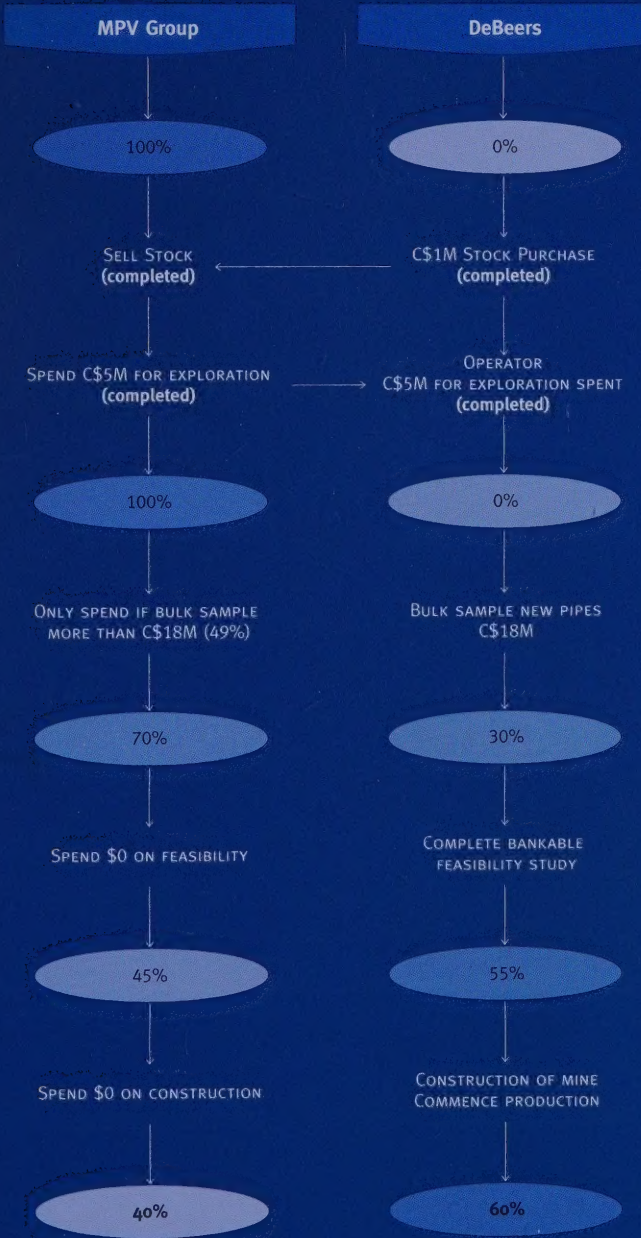 MPV Group
DeBeers
100%
0%
SELL STOCK
(completed)
C$1M STOCK PURCHASE
(completed)
SPEND C$5M FOR EXPLORATION
(completed)
OPERATOR
C$5M FOR EXPLORATION SPENT
(completed)
100%
0%
ONLY SPEND IF BULK SAMPLE
MORE THAN C$18M (49%)
BULK SAMPLE NEW PIPES
C$18M
70%
30%
SPEND $0 ON FEASIBILITY
COMPLETE BANKABLE
FEASIBILITY STUDY
45%
55%
SPEND $0 ON CONSTRUCTION
CONSTRUCTION OF MINE
COMMENCE PRODUCTION
40%
60%